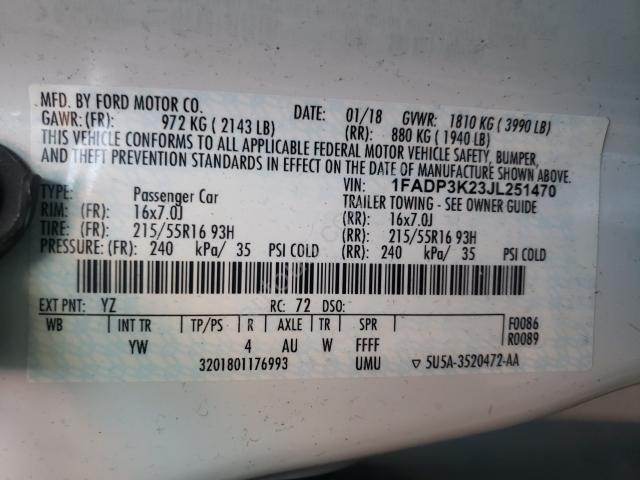 MFD. BY FORD MOTOR CO. DATE: 01/18 GVWR: 1810 KG ( 3990 LB)
GAWR: (FR): 972 KG ( 2143 LB) (RR): 880 KG ( 1940 LB)
THIS VEHICLE CONFORMS TO ALL APPLICABLE FEDERAL MOTOR VEHICLE SAFETY, BUMPER,
AND THEFT PREVENTION STANDARDS IN EFFECT ON THE DATE OF MANUFACTURE SHOWN ABOVE.
VIN: 1FADP3K23JL251470
TYPE: Passenger Car TRAILER TOWING - SEE OWNER GUIDE
RIM: (FR): 16x7.0J (RR): 16x7.0J
TIRE: (FR): 215/55R16 93H (RR): 215/55R16 93H
PRESSURE: (FR): 240 kPa/ 35 PSI COLD (RR): 240 kPa/ 35 PSI COLD
EXT PNT: YZ RC: 72 DSO:
WB INT TR TP/PS R AXLE TR SPR F0086
YW 4 AU W FFFF R0089
3201801176993 UMU ▽ 5U5A-3520472-AA